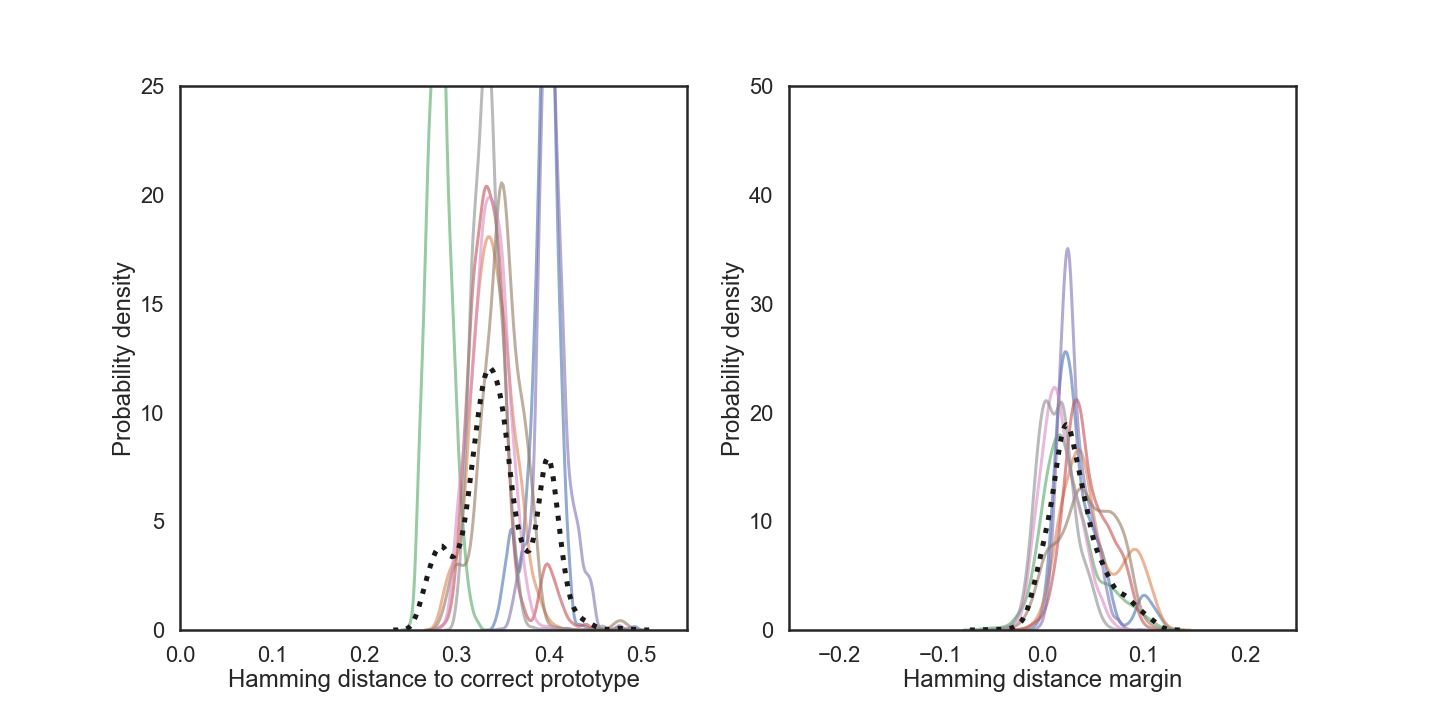 25
20
15
10
5
0
Probability density
0.0 0.1 0.2 0.3 0.4 0.5
Hamming distance to correct prototype
50
40
30
20
10
0
Probability density
−0.2 −0.1 0.0 0.1 0.2
Hamming distance margin